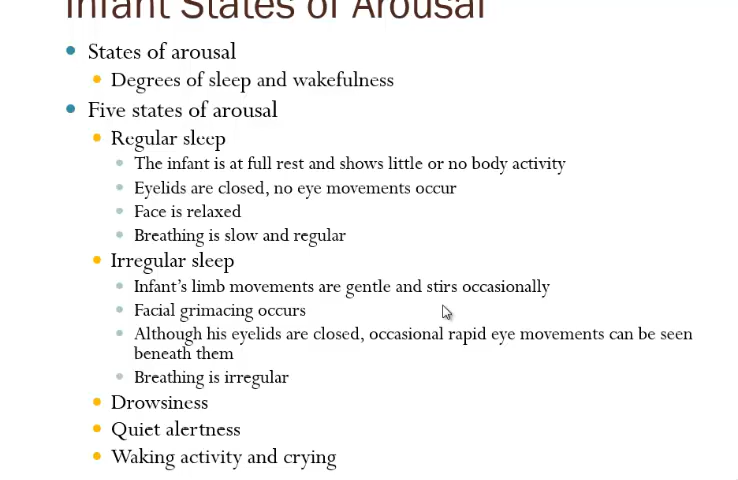 Infant States of Arousal
States of arousal
Degrees of sleep and wakefulness
Five states of arousal
Regular sleep
The infant is at full rest and shows little or no body activity
Eyelids are closed, no eye movements occur
Face is relaxed
Breathing is slow and regular
Irregular sleep
Infant's limb movements are gentle and stirs occasionally
Facial grimacing occurs
Although his eyelids are closed, occasional rapid eye movements can be seen
beneath them
Breathing is irregular
Drowsiness
Quiet alertness
Waking activity and crying